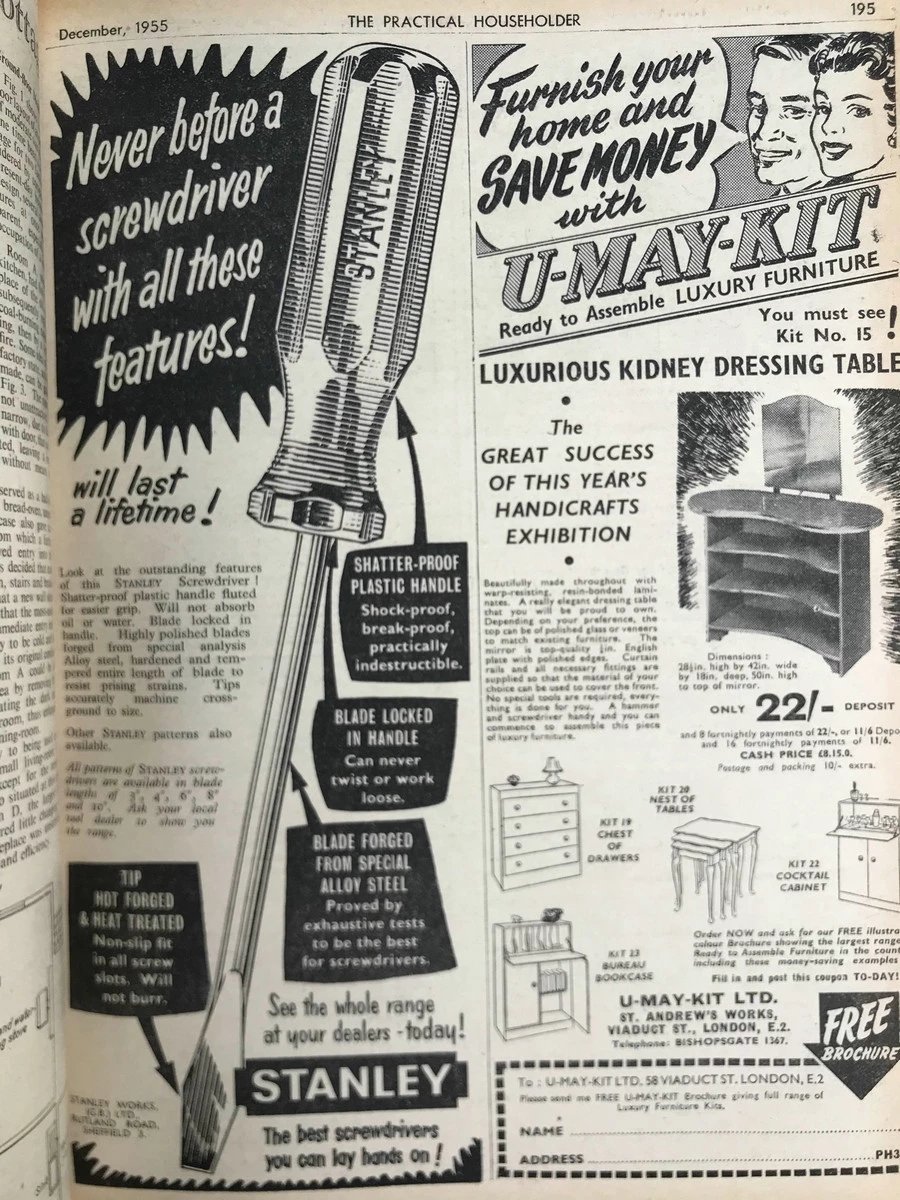 December, 1955
THE PRACTICAL HOUSEHOLDER
195
Never before a
screwdriver
with all these
features!
STANLEY
will last
a lifetime!
Look at the outstanding features
of this STANLEY Screwdriver!
Shatter-proof plastic handle fluted
for easier grip. Will not absorb
oil or water. Blade locked in
handle. Highly polished blades
forged from special analysis
Alloy steel, hardened and tem-
pered entire length of blade to
resist prising strains. Tips
accurately machine cross-
ground to size.
Other STANLEY patterns also
available.
All patterns of STANLEY screw-
drivers are available in blade
lengths of 3", 4", 6", 8"
and 10". Ask your local
tool dealer to show you
the range.
SHATTER-PROOF
PLASTIC HANDLE
Shock-proof,
break-proof,
practically
indestructible.
BLADE LOCKED
IN HANDLE
Can never
twist or work
loose.
BLADE FORGED
FROM SPECIAL
ALLOY STEEL
Proved by
exhaustive tests
to be the best
for screwdrivers.
TIP
HOT FORGED
& HEAT TREATED
Non-slip fit
in all screw
slots. Will
not burr.
See the whole range
at your dealers - today!
STANLEY
STANLEY WORKS,
(G.B.) LTD.,
RUTLAND ROAD,
SHEFFIELD 3.
The best screwdrivers
you can lay hands on!
Furnish your
home and
SAVE MONEY
with
U-MAY-KIT
Ready to Assemble LUXURY FURNITURE
You must see!
Kit No. 15
LUXURIOUS KIDNEY DRESSING TABLE
The
GREAT SUCCESS
OF THIS YEAR'S
HANDICRAFTS
EXHIBITION
Beautifully made throughout with
warp-resisting, resin-bonded lami-
nates. A really elegant dressing table
that you will be proud to own.
Depending on your preference, the
top can be of polished glass or veneers
to match existing furniture. The
mirror is top-quality ¼in. English
plate with polished edges. Curtain
rails and all necessary fittings are
supplied so that the material of your
choice can be used to cover the front.
No special tools are required, every-
thing is done for you. A hammer
and screwdriver handy and you can
commence to assemble this piece
of luxury furniture.
Dimensions :
28½in. high by 42in. wide
by 18in. deep, 50in. high
to top of mirror.
ONLY 22/- DEPOSIT
and 8 fortnightly payments of 22/-, or 11/6 Depo
and 16 fortnightly payments of 11/6.
CASH PRICE £8.15.0.
Postage and packing 10/- extra.
KIT 19
CHEST
OF
DRAWERS
KIT 20
NEST OF
TABLES
KIT 22
COCKTAIL
CABINET
KIT 23
BUREAU
BOOKCASE
Order NOW and ask for our FREE illustra
colour Brochure showing the largest range
Ready to Assemble Furniture in the count
including these money-saving examples
Fill in and post this coupon TO-DAY!
U-MAY-KIT LTD.
ST. ANDREW'S WORKS,
VIADUCT ST., LONDON, E.2.
Telephone: BISHOPSGATE 1367.
FREE
BROCHURE
To : U-MAY-KIT LTD. 58 VIADUCT ST. LONDON, E.2
Please send me FREE U-MAY-KIT Brochure giving full range of
Luxury Furniture Kits.
NAME
ADDRESS
PH3